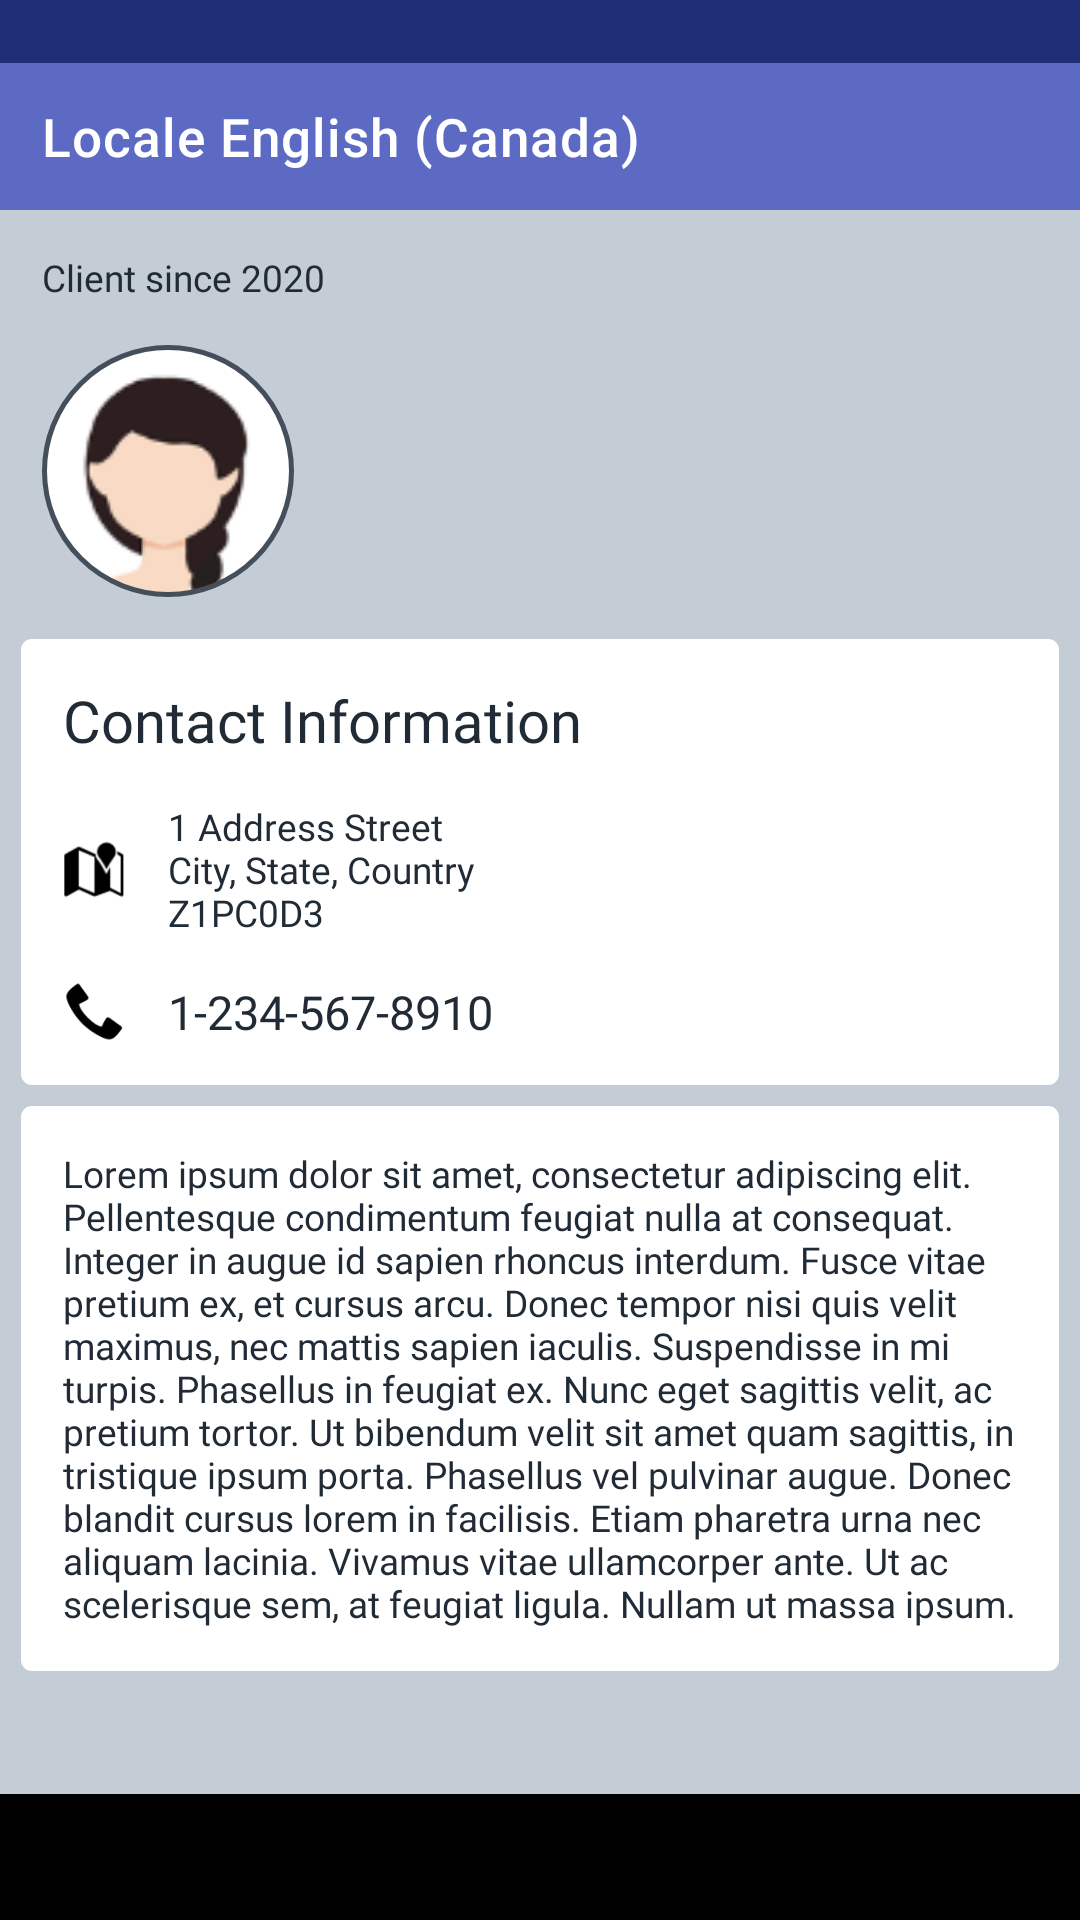 Locale English (Canada)
Client since 2020
Contact Information
1 Address Street
City, State, Country
Z1PC0D3
1-234-567-8910
Lorem ipsum dolor sit amet, consectetur adipiscing elit.
Pellentesque condimentum feugiat nulla at consequat.
Integer in augue id sapien rhoncus interdum. Fusce vitae
pretium ex, et cursus arcu. Donec tempor nisi quis velit
maximus, nec mattis sapien iaculis. Suspendisse in mi
turpis. Phasellus in feugiat ex. Nunc eget sagittis velit, ac
pretium tortor. Ut bibendum velit sit amet quam sagittis, in
tristique ipsum porta. Phasellus vel pulvinar augue. Donec
blandit cursus lorem in facilisis. Etiam pharetra urna nec
aliquam lacinia. Vivamus vitae ullamcorper ante. Ut ac
scelerisque sem, at feugiat ligula. Nullam ut massa ipsum.